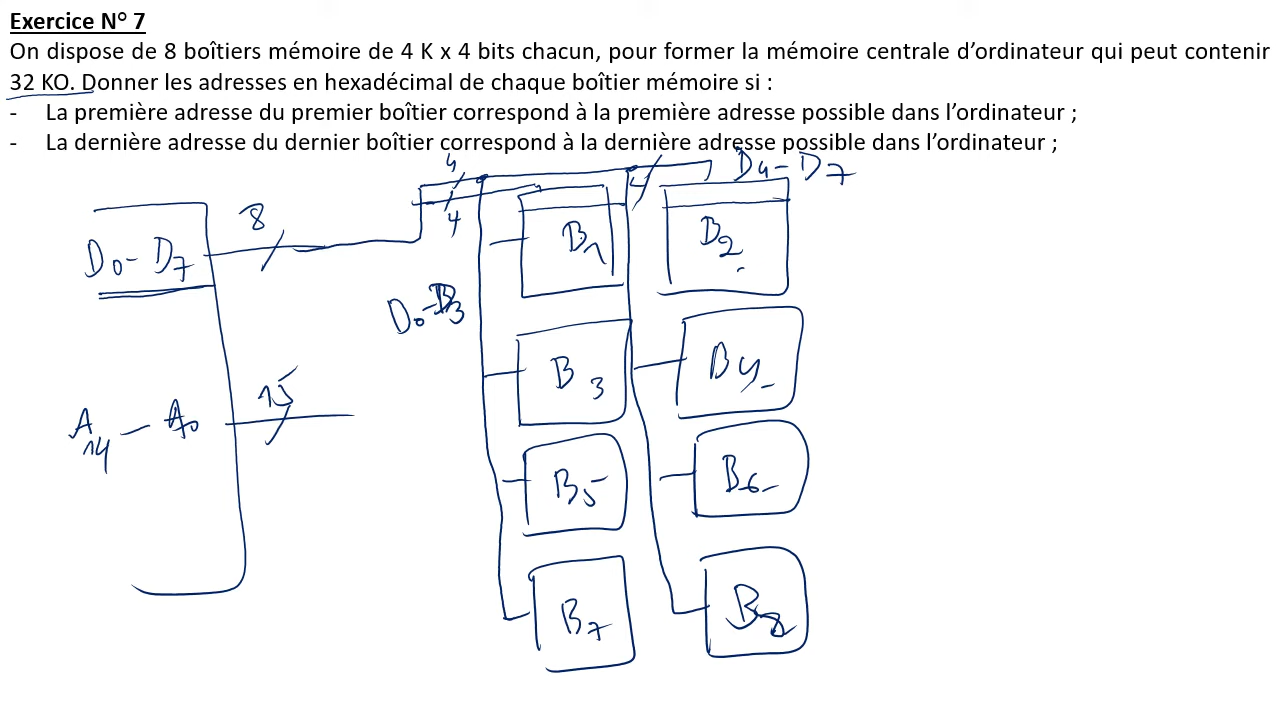 Exercice N° 7
On dispose de 8 boîtiers mémoire de 4 K x 4 bits chacun, pour former la mémoire centrale d’ordinateur qui peut contenir
32 KO. Donner les adresses en hexadécimal de chaque boîtier mémoire si :
- La première adresse du premier boîtier correspond à la première adresse possible dans l’ordinateur ;
- La dernière adresse du dernier boîtier correspond à la dernière adresse possible dans l’ordinateur ;
4 4 D4-D7
8 4
D0-D7 B1 B2
D0-D3
B3 B4
15
A14 - A0
B5 B6
B7 B8